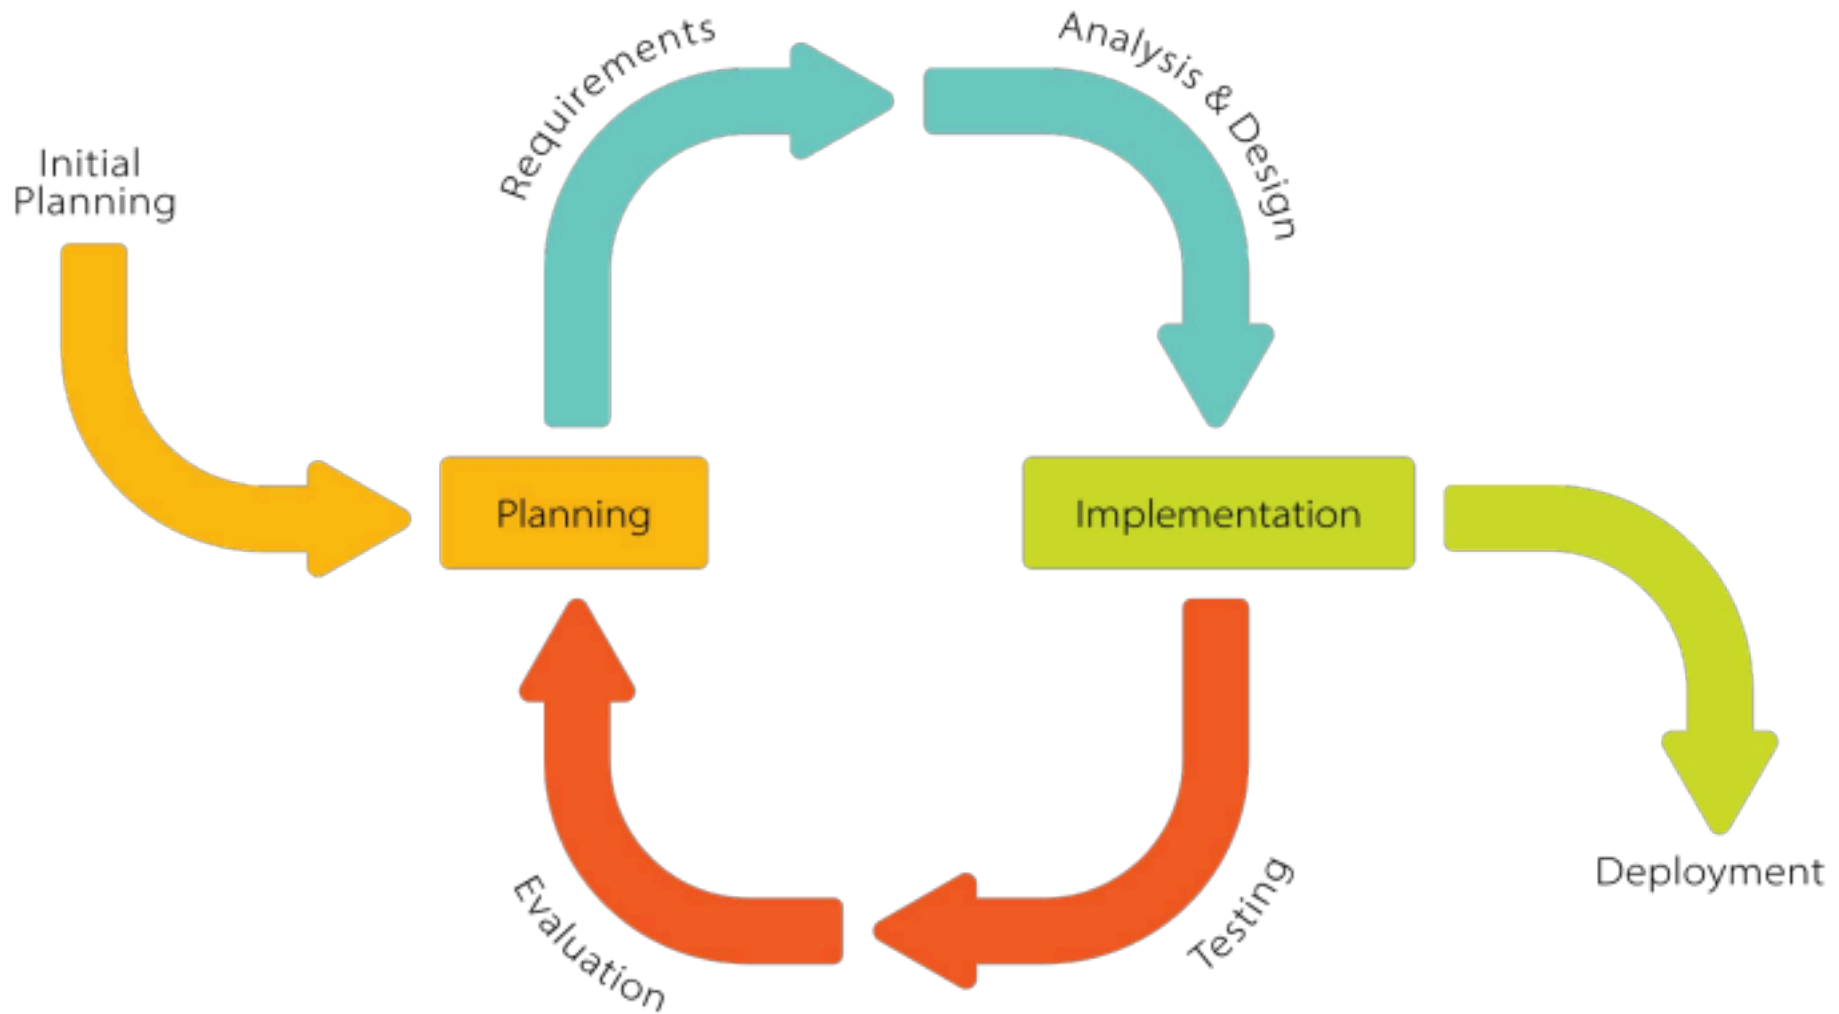 Requirements
Analysis & Design
Initial
Planning
Planning
Implementation
Deployment
Evaluation
Testing